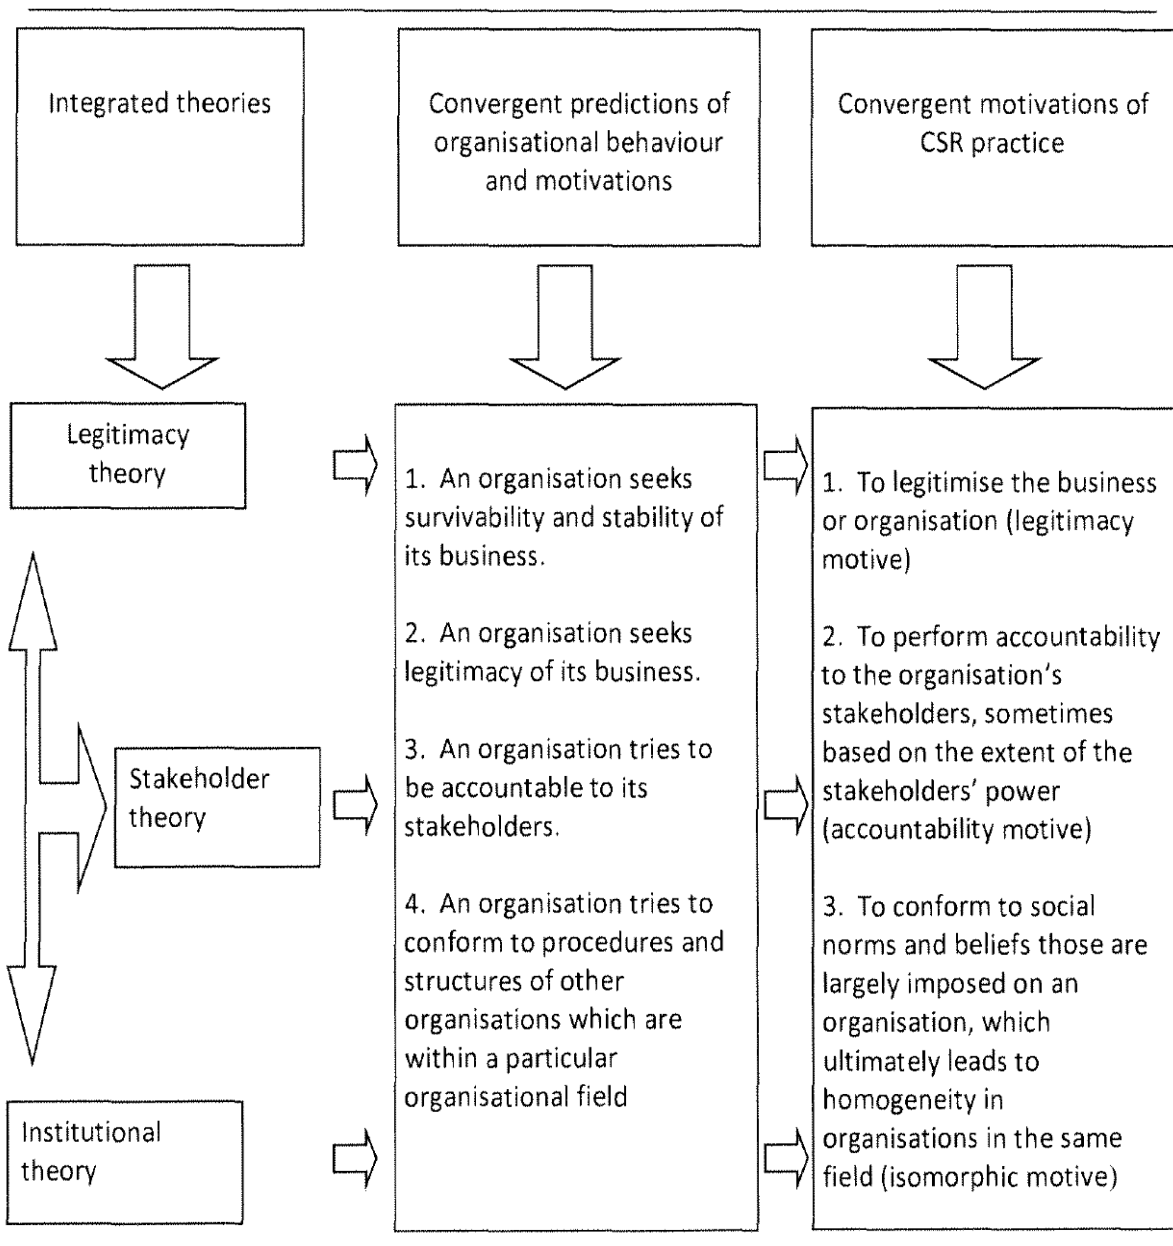 Integrated theories
Convergent predictions of
organisational behaviour
and motivations
Convergent motivations of
CSR practice
Legitimacy
theory
Stakeholder
theory
Institutional
theory
1. An organisation seeks
survivability and stability of
its business.
2. An organisation seeks
legitimacy of its business.
3. An organisation tries to
be accountable to its
stakeholders.
4. An organisation tries to
conform to procedures and
structures of other
organisations which are
within a particular
organisational field
1. To legitimise the business
or organisation (legitimacy
motive)
2. To perform accountability
to the organisation's
stakeholders, sometimes
based on the extent of the
stakeholders' power
(accountability motive)
3. To conform to social
norms and beliefs those are
largely imposed on an
organisation, which
ultimately leads to
homogeneity in
organisations in the same
field (isomorphic motive)